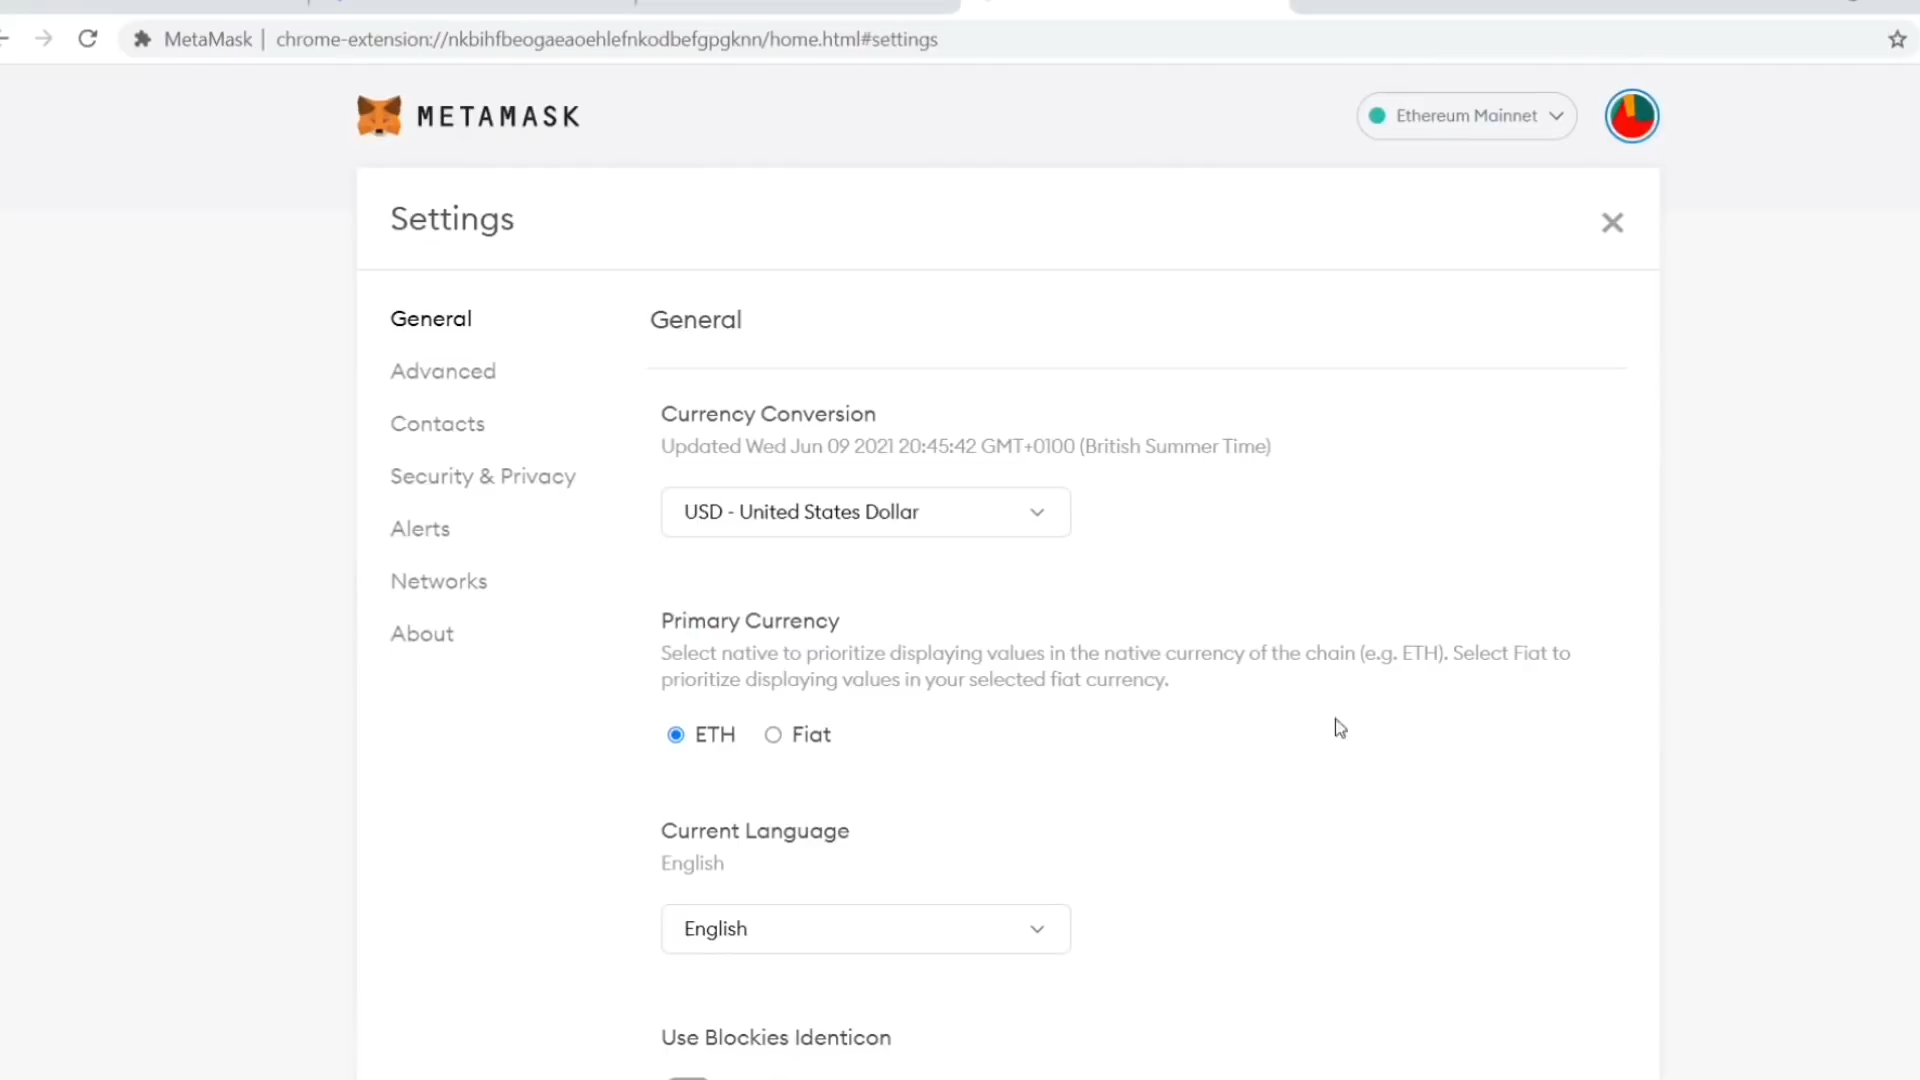 MetaMask | chrome-extension://nkbihfbeogaeaoehlefnkodbefgpgknn/home.html#settings
METAMASK
Ethereum Mainnet
Settings
General
Advanced
Contacts
Security & Privacy
Alerts
Networks
About
General
Currency Conversion
Updated Wed Jun 09 2021 20:45:42 GMT+0100 (British Summer Time)
USD - United States Dollar
Primary Currency
Select native to prioritize displaying values in the native currency of the chain (e.g. ETH). Select Fiat to
prioritize displaying values in your selected fiat currency.
ETH Fiat
Current Language
English
English
Use Blockies Identicon